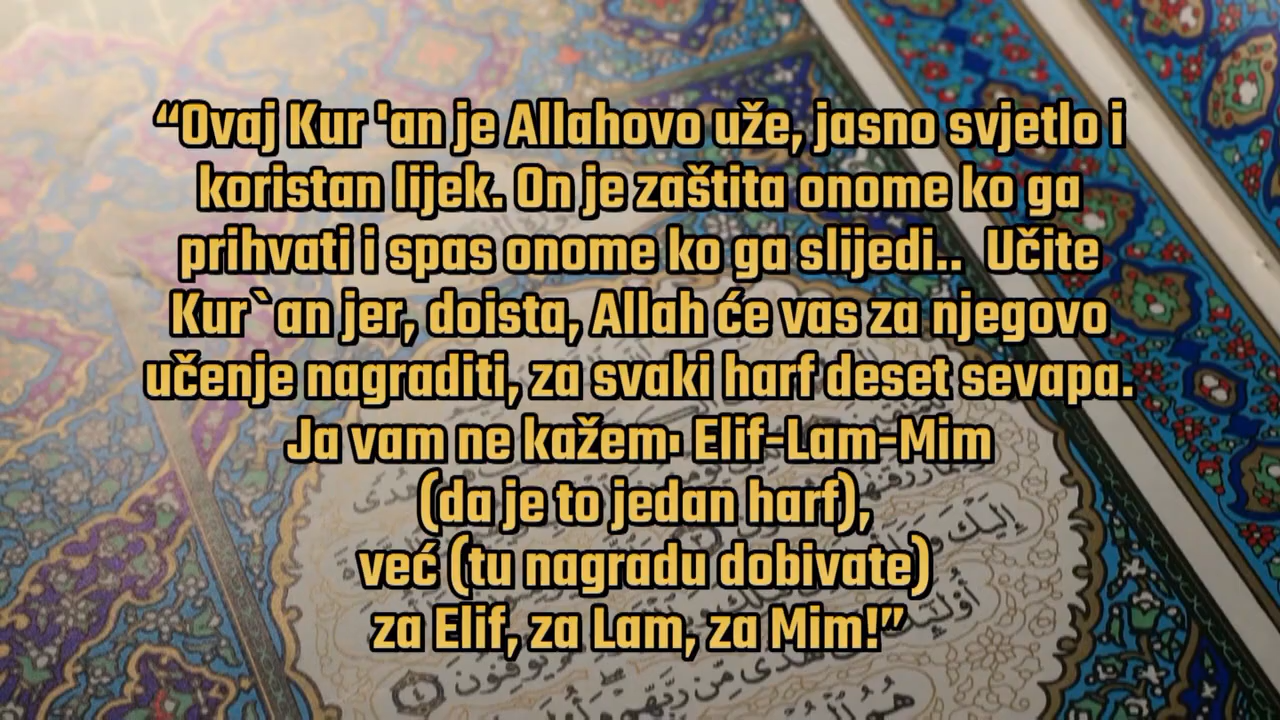 “Ovaj Kur 'an je Allahovo uže, jasno svjetlo i
koristan lijek. On je zaštita onome ko ga
prihvati i spas onome ko ga slijedi..  Učite
Kur`an jer, doista, Allah će vas za njegovo
učenje nagraditi, za svaki harf deset sevapa.
Ja vam ne kažem: Elif-Lam-Mim
(da je to jedan harf),
već (tu nagradu dobivate)
za Elif, za Lam, za Mim!”